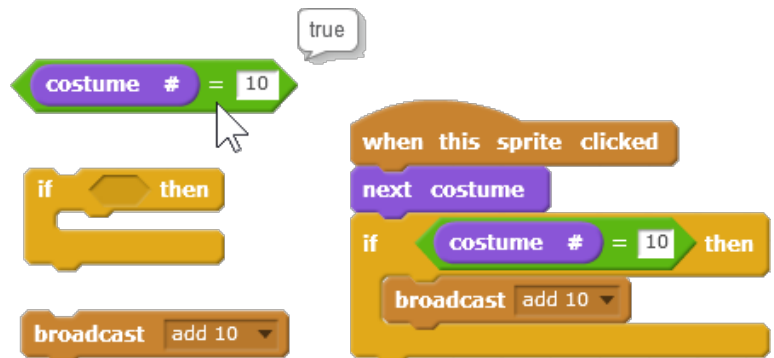 true
costume # = 10
if then
broadcast add 10
when this sprite clicked
next costume
if costume # = 10 then
broadcast add 10